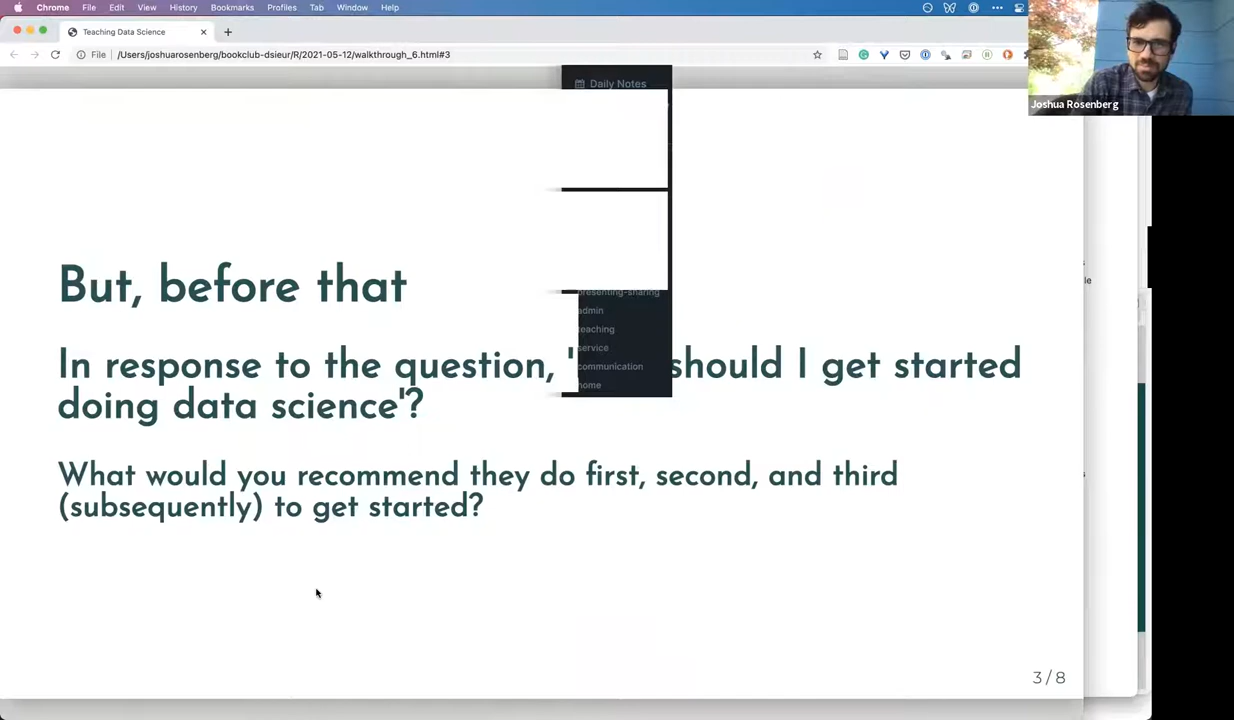 Chrome File Edit View History Bookmarks Profiles Tab Window Help
Teaching Data Science
File /Users/joshuarosenberg/bookclub-dsieur/R/2021-05-12/walkthrough_6.html#3
Joshua Rosenberg
Daily Notes
presenting-sharing
admin
teaching
service
communication
home
But, before that
In response to the question, ' should I get started
doing data science'?
What would you recommend they do first, second, and third
(subsequently) to get started?
3 / 8